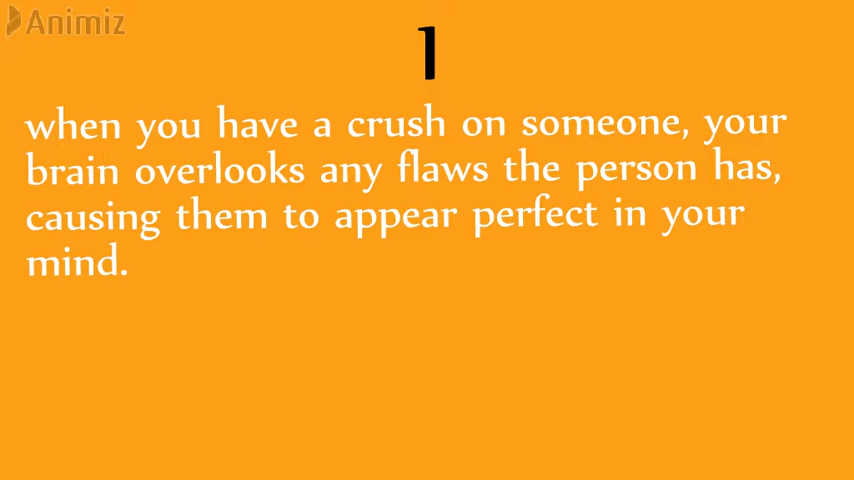 Animiz
1
when you have a crush on someone, your
brain overlooks any flaws the person has,
causing them to appear perfect in your
mind.